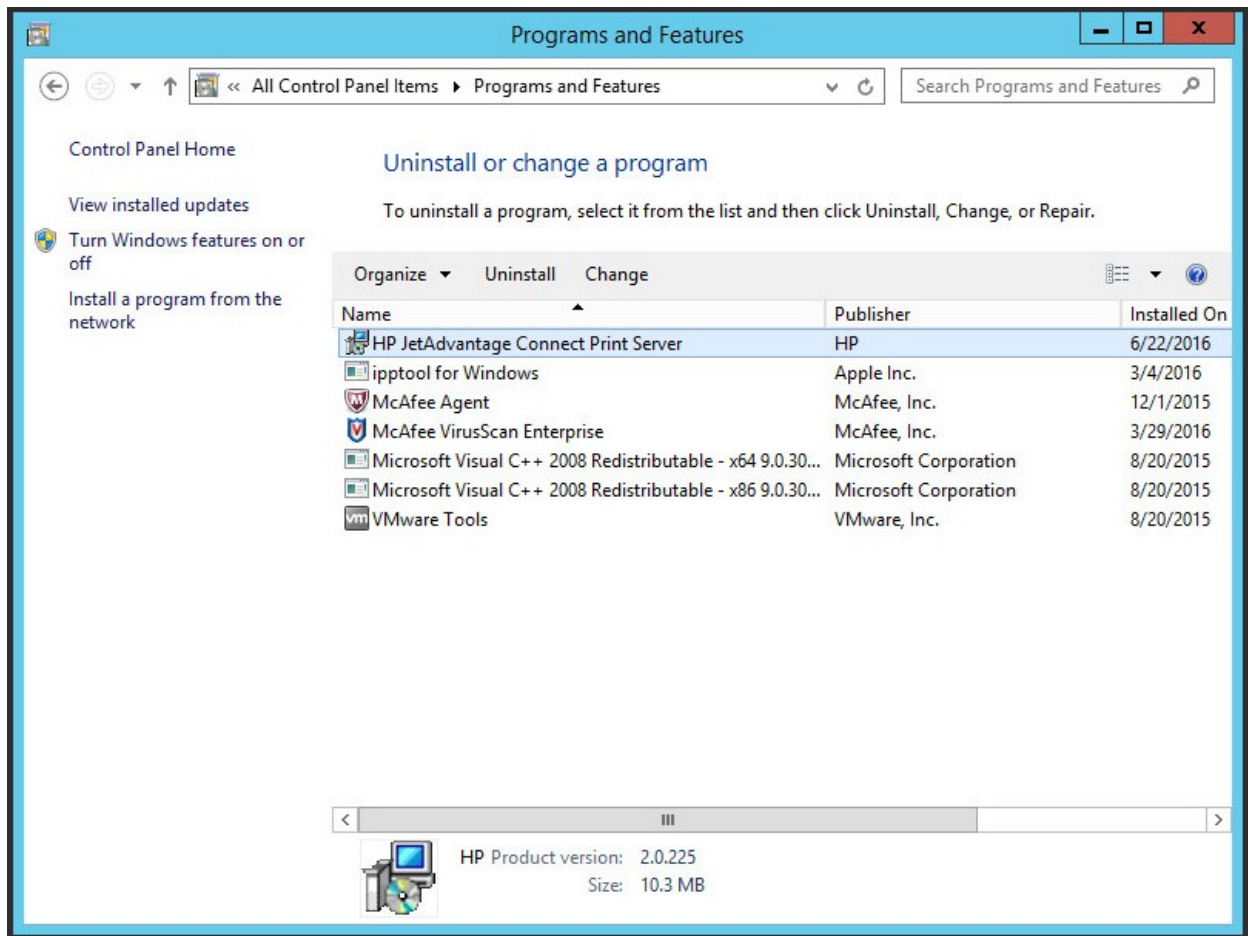 Programs and Features
« All Control Panel Items Programs and Features
Search Programs and Features
Control Panel Home
View installed updates
Turn Windows features on or
off
Install a program from the
network
Uninstall or change a program
To uninstall a program, select it from the list and then click Uninstall, Change, or Repair.
Organize Uninstall Change
Name Publisher Installed On
HP JetAdvantage Connect Print Server HP 6/22/2016
ipptool for Windows Apple Inc. 3/4/2016
McAfee Agent McAfee, Inc. 12/1/2015
McAfee VirusScan Enterprise McAfee, Inc. 3/29/2016
Microsoft Visual C++ 2008 Redistributable - x64 9.0.30... Microsoft Corporation 8/20/2015
Microsoft Visual C++ 2008 Redistributable - x86 9.0.30... Microsoft Corporation 8/20/2015
vm VMware Tools VMware, Inc. 8/20/2015
HP Product version: 2.0.225
Size: 10.3 MB